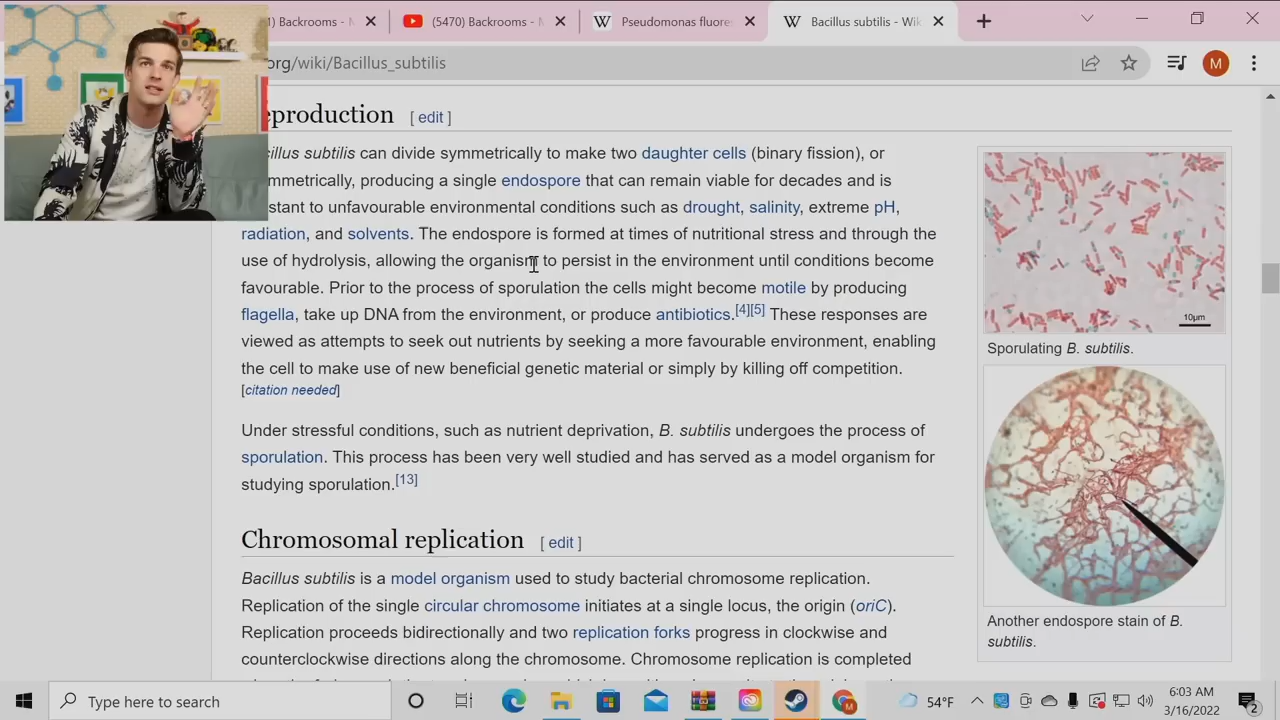 ) Backrooms - M
(5470) Backrooms - M
Pseudomonas fluores
Bacillus subtilis - Wik
org/wiki/Bacillus_subtilis
M
eproduction [ edit ]
cillus subtilis can divide symmetrically to make two daughter cells (binary fission), or
mmetrically, producing a single endospore that can remain viable for decades and is
stant to unfavourable environmental conditions such as drought, salinity, extreme pH,
radiation, and solvents. The endospore is formed at times of nutritional stress and through the
use of hydrolysis, allowing the organism to persist in the environment until conditions become
favourable. Prior to the process of sporulation the cells might become motile by producing
flagella, take up DNA from the environment, or produce antibiotics.[4][5] These responses are
viewed as attempts to seek out nutrients by seeking a more favourable environment, enabling
the cell to make use of new beneficial genetic material or simply by killing off competition.
[citation needed]
Under stressful conditions, such as nutrient deprivation, B. subtilis undergoes the process of
sporulation. This process has been very well studied and has served as a model organism for
studying sporulation.[13]
Chromosomal replication [ edit ]
Bacillus subtilis is a model organism used to study bacterial chromosome replication.
Replication of the single circular chromosome initiates at a single locus, the origin (oriC).
Replication proceeds bidirectionally and two replication forks progress in clockwise and
counterclockwise directions along the chromosome. Chromosome replication is completed
10μm
Sporulating B. subtilis.
Another endospore stain of B.
subtilis.
Type here to search
54°F
6:03 AM
3/16/2022
2